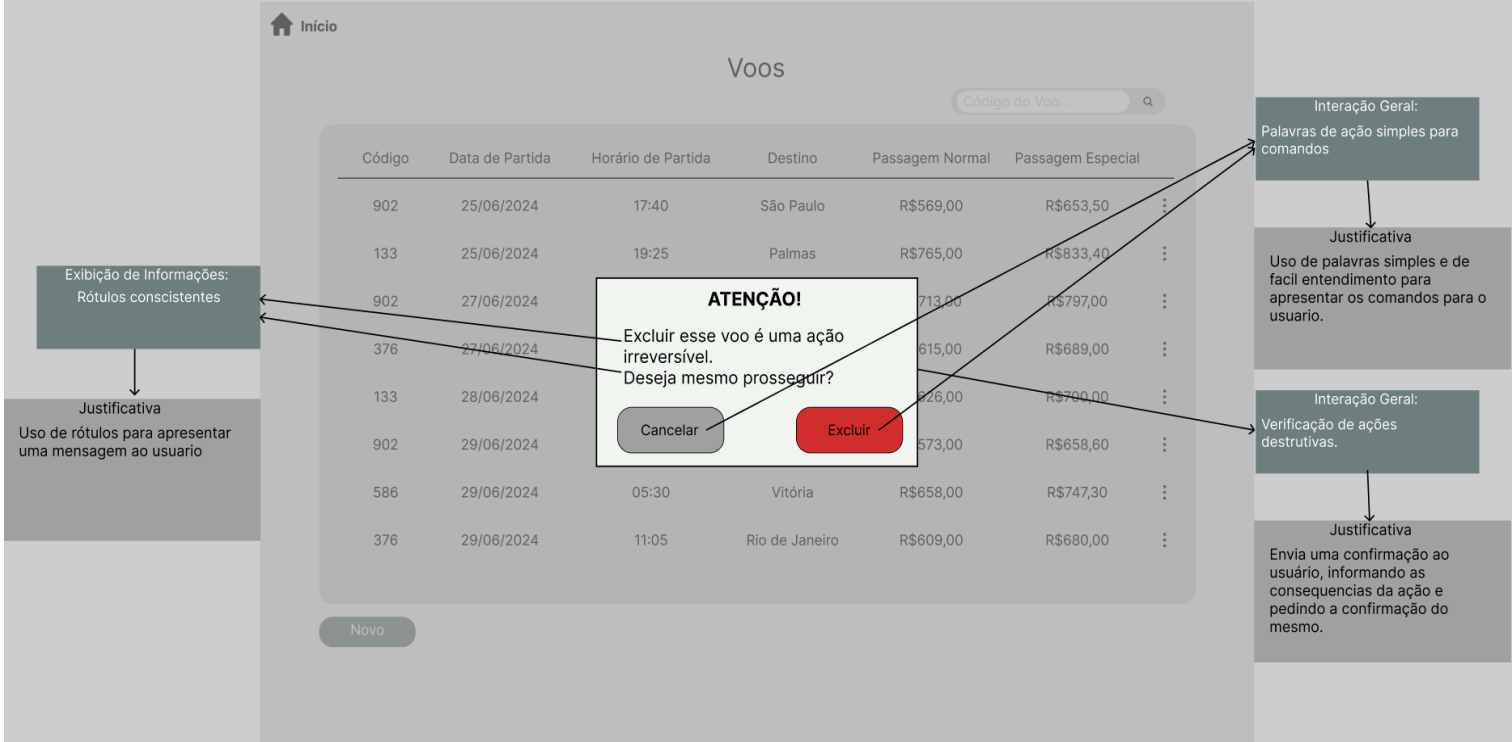 Início
Voos
Código do Voo...
Código Data de Partida Horário de Partida Destino Passagem Normal Passagem Especial
902 25/06/2024 17:40 São Paulo R$569,00 R$653,50
133 25/06/2024 19:25 Palmas R$765,00 R$833,40
902 27/06/2024 713,00 R$797,00
376 27/06/2024 615,00 R$689,00
133 28/06/2024 626,00 R$700,00
902 29/06/2024 573,00 R$658,60
586 29/06/2024 05:30 Vitória R$658,00 R$747,30
376 29/06/2024 11:05 Rio de Janeiro R$609,00 R$680,00
Novo
ATENÇÃO!
Excluir esse voo é uma ação
irreversível.
Deseja mesmo prosseguir?
Cancelar
Excluir
Exibição de Informações:
Rótulos conscistentes
Justificativa
Uso de rótulos para apresentar
uma mensagem ao usuario
Interação Geral:
Palavras de ação simples para
comandos
Justificativa
Uso de palavras simples e de
facil entendimento para
apresentar os comandos para o
usuario.
Interação Geral:
Verificação de ações
destrutivas.
Justificativa
Envia uma confirmação ao
usuário, informando as
consequencias da ação e
pedindo a confirmação do
mesmo.